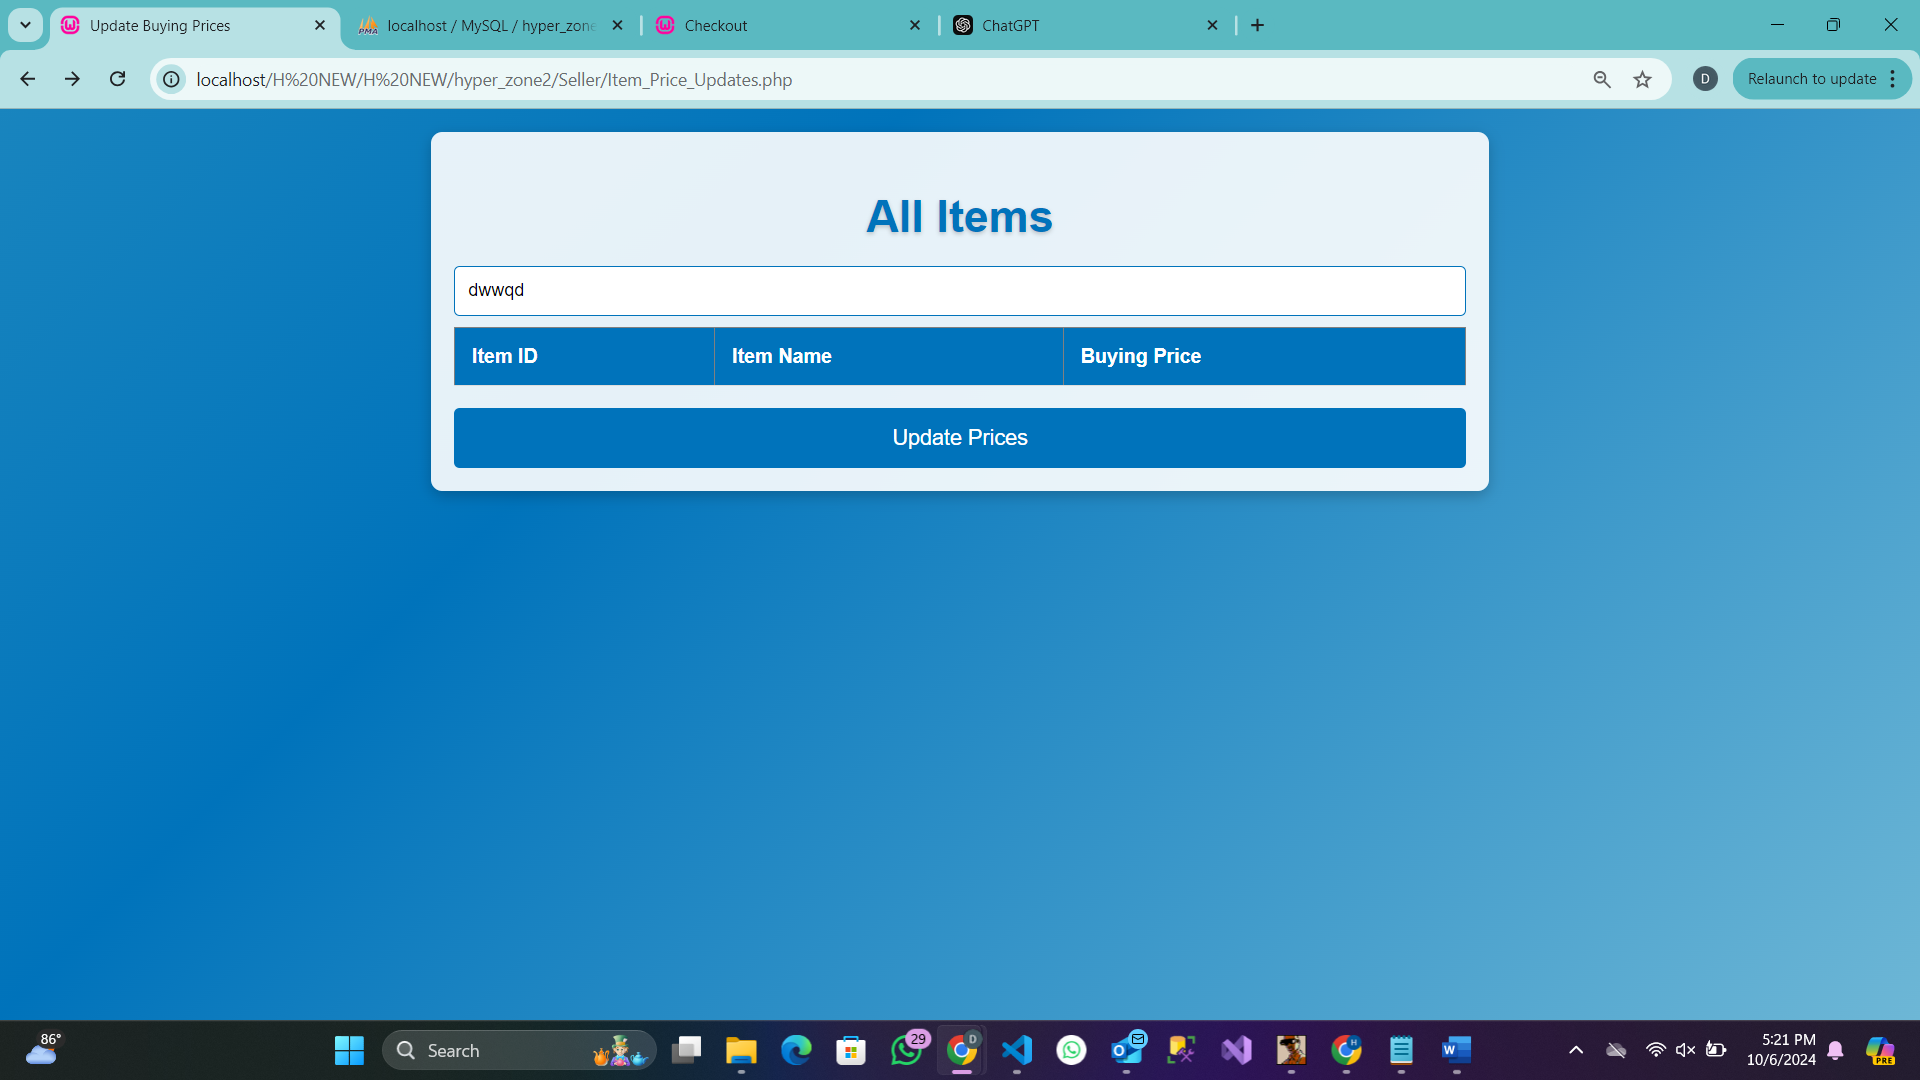 Update Buying Prices
localhost / MySQL / hyper_zone
Checkout
ChatGPT
localhost/H%20NEW/H%20NEW/hyper_zone2/Seller/Item_Price_Updates.php
D
Relaunch to update
All Items
dwwqd
Item ID
Item Name
Buying Price
Update Prices
86°
Search
29
D
H
5:21 PM
10/6/2024
PRE